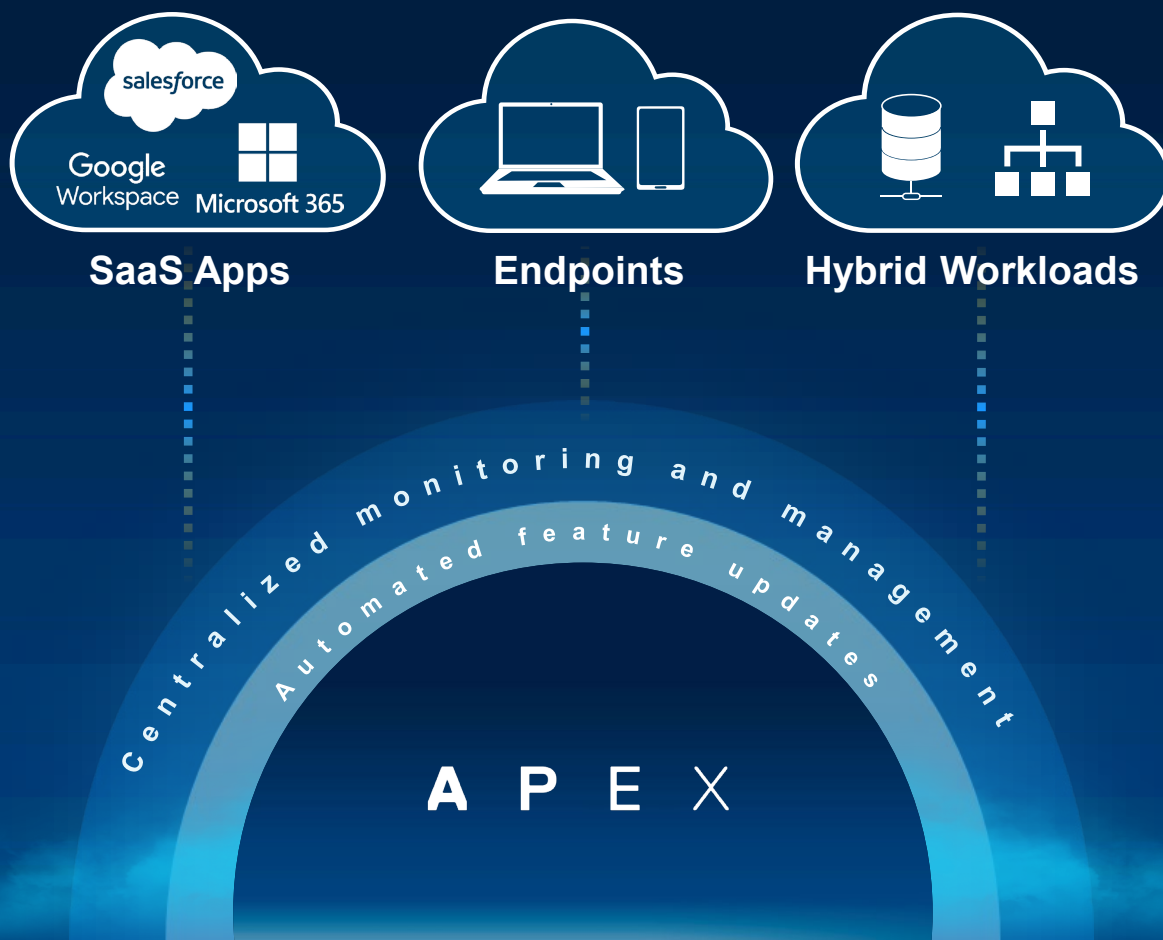 salesforce
Google
Workspace
Microsoft 365
SaaS Apps
Endpoints
Hybrid Workloads
Centralized monitoring and management
Automated feature updates
APEX